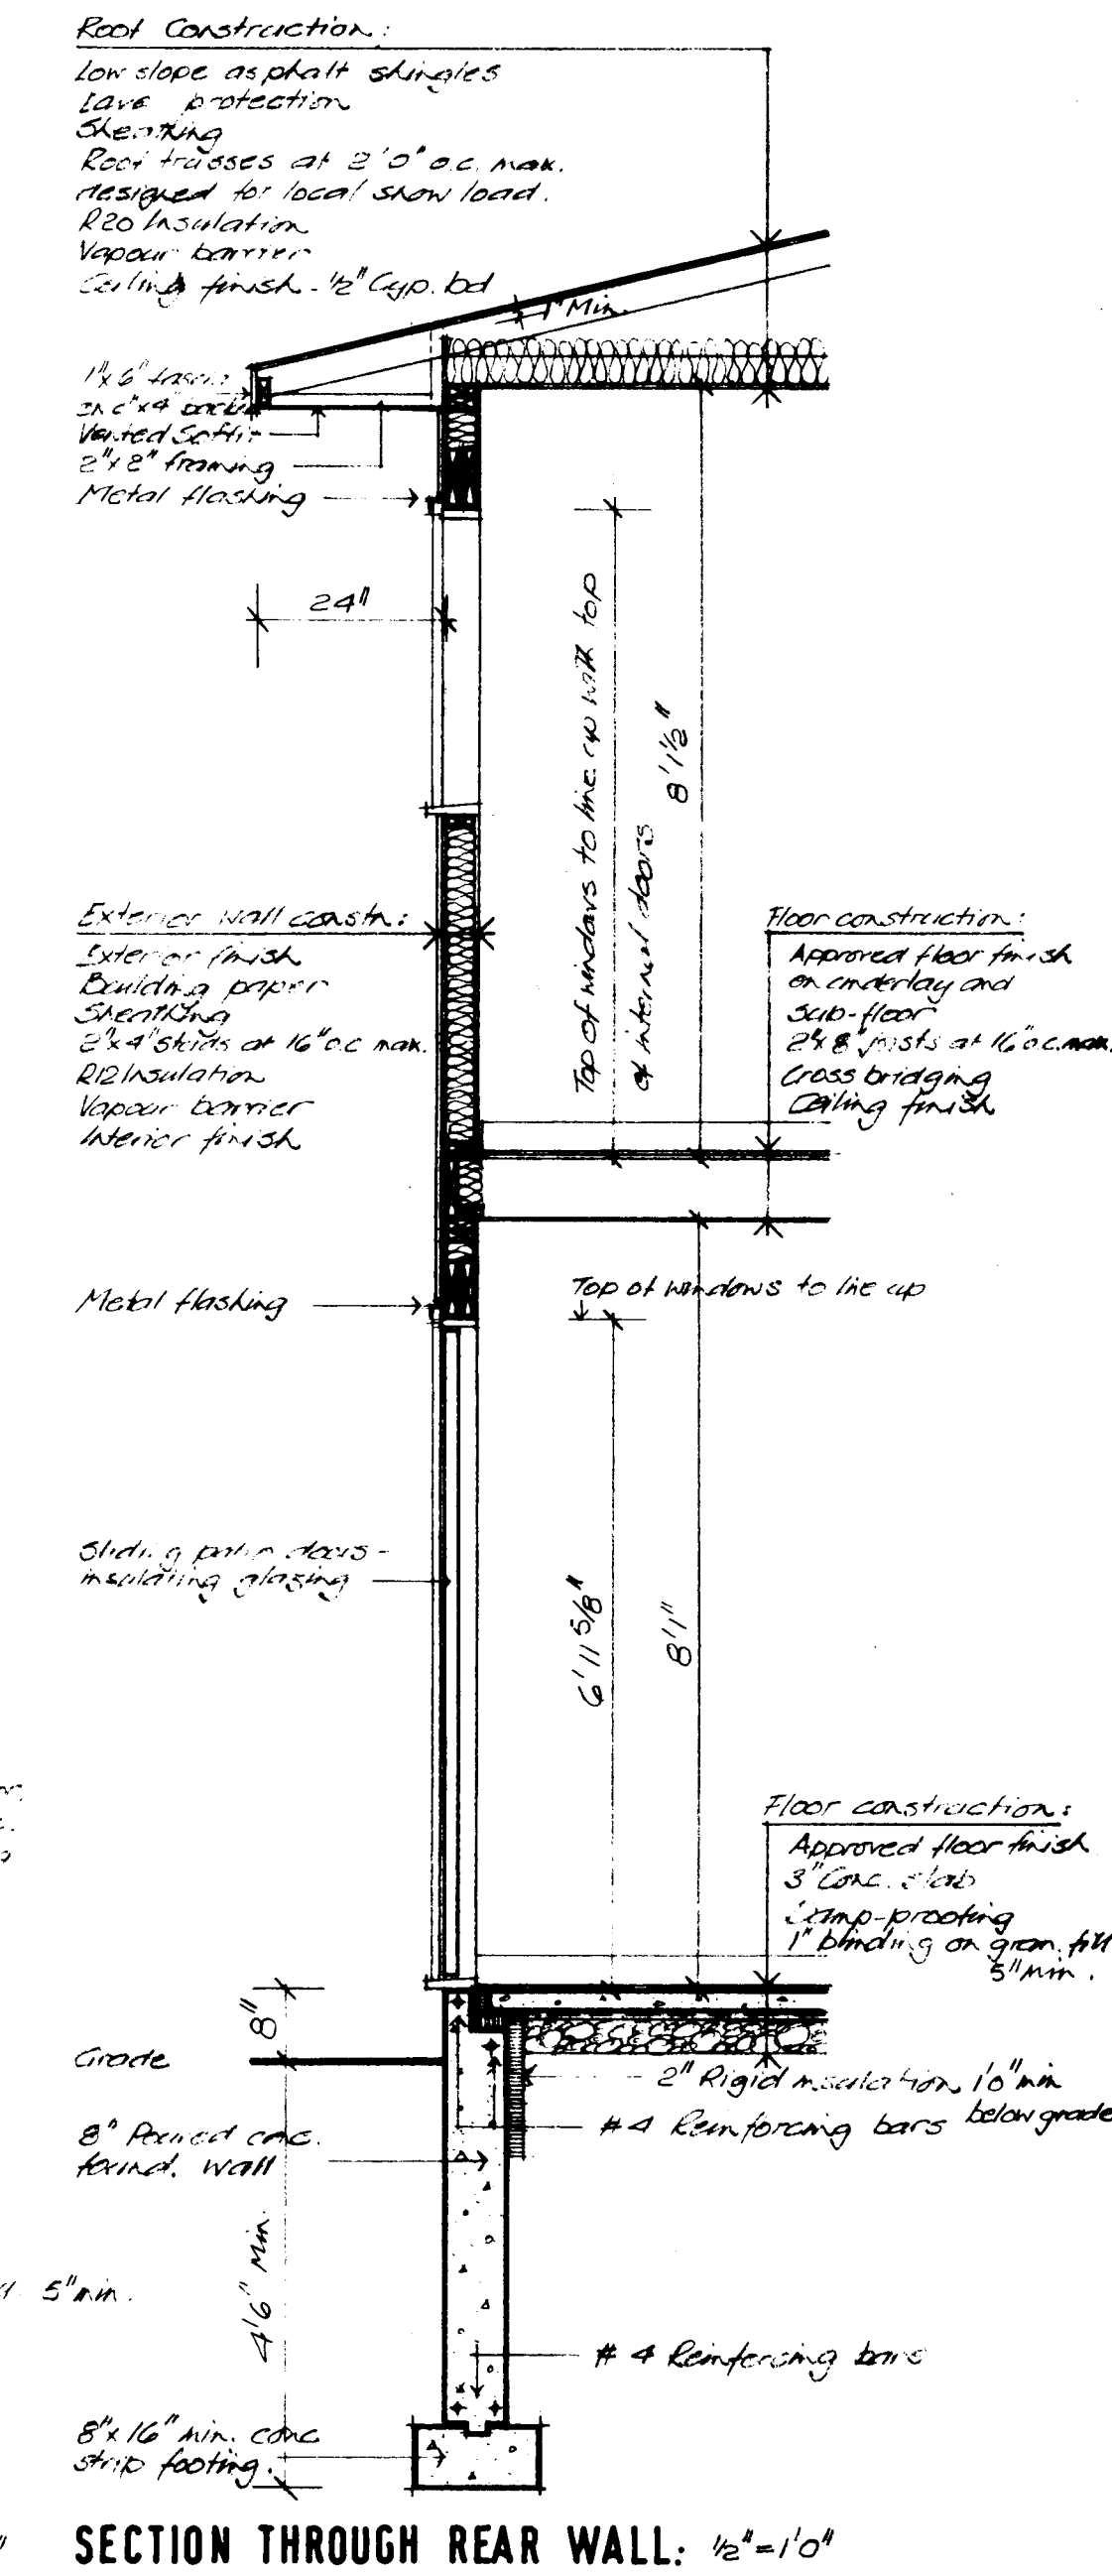 Roof Construction:
Low slope asphalt shingles
Eave protection
Sheathing
Roof trusses at 2'0" o.c. max.
designed for local snow load.
R20 Insulation
Vapour barrier
Ceiling finish - 1/2" Gyp. bd
1" Min.
1"x6" fascia
on 2"x4" backing
Vented Soffit
2"x2" framing
Metal flashing
24"
Top of windows to line up with top
of internal doors
8'1½"
Exterior wall constn:
Exterior finish
Building paper
Sheathing
2"x4" studs at 16" o.c max.
R12 Insulation
Vapour barrier
Interior finish
Floor construction:
Approved floor finish
on underlay and
sub-floor
2"x8" joists at 16" o.c. max.
Cross bridging
Ceiling finish
Metal flashing
Top of windows to line up
Sliding patio doors -
insulating glazing
6'11 5/8"
8'1"
Floor construction:
Approved floor finish
3" Conc. slab
Damp-proofing
1" blinding on gran. fill
5" Min.
8"
Grade
2" Rigid insulation 1'0" min
below grade
#4 Reinforcing bars
8" Poured conc.
found. wall
4'6" Min.
5" min.
#4 Reinforcing bars
8"x16" min. conc
strip footing.
SECTION THROUGH REAR WALL: 1/2"=1'0"